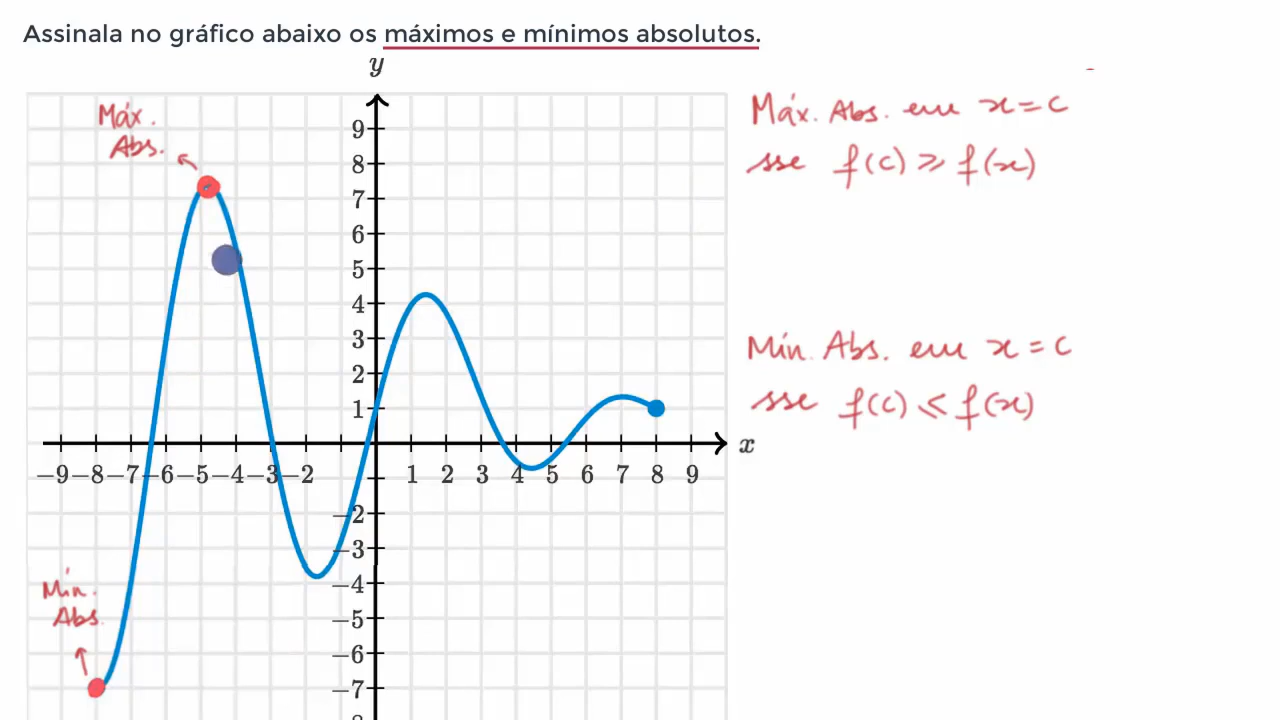 Assinala no gráfico abaixo os máximos e mínimos absolutos.
y
Máx.
Abs.
Máx. Abs. em x=c
sse f(c) ⩾ f(x)
9
8
7
6
5
4
3
2
1
Mín. Abs. em x=c
sse f(c) ⩽ f(x)
x
−9 −8 −7 −6 −5 −4 −3 −2 1 2 3 4 5 6 7 8 9
−2
−3
−4
−5
−6
−7
Mín.
Abs.